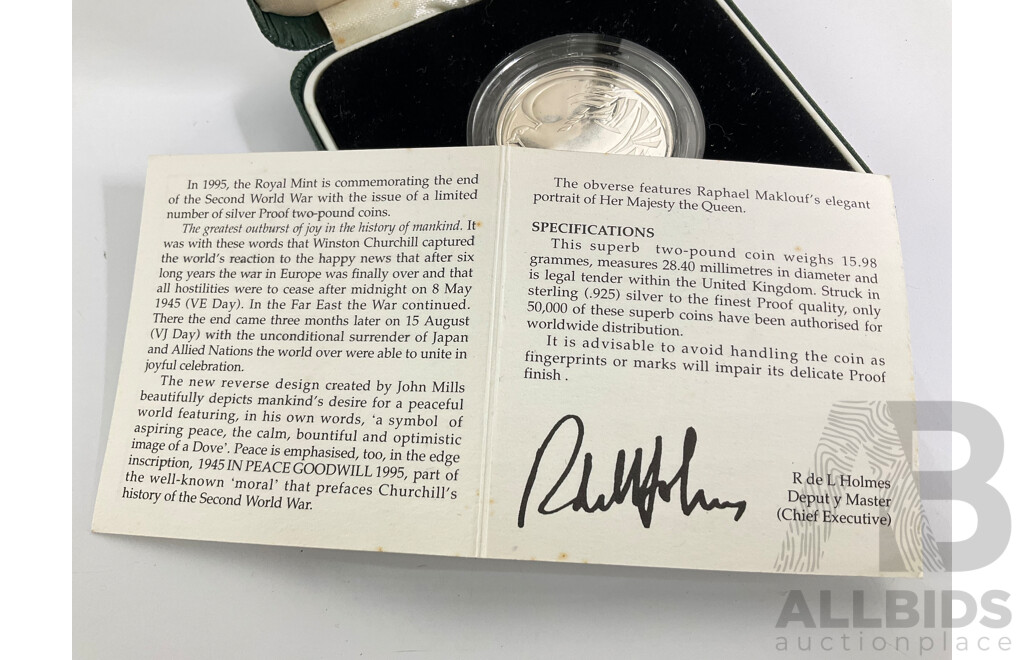 In 1995, the Royal Mint is commemorating the end
of the Second World War with the issue of a limited
number of silver Proof two-pound coins.
The greatest outburst of joy in the history of mankind. It
was with these words that Winston Churchill captured
the world's reaction to the happy news that after six
long years the war in Europe was finally over and that
all hostilities were to cease after midnight on 8 May
1945 (VE Day). In the Far East the War continued.
There the end came three months later on 15 August
(VJ Day) with the unconditional surrender of Japan
and Allied Nations the world over were able to unite in
joyful celebration.
The new reverse design created by John Mills
beautifully depicts mankind's desire for a peaceful
world featuring, in his own words, 'a symbol of
aspiring peace, the calm, bountiful and optimistic
image of a Dove'. Peace is emphasised, too, in the edge
inscription, 1945 IN PEACE GOODWILL 1995, part of
the well-known 'moral' that prefaces Churchill's
history of the Second World War.
The obverse features Raphael Maklouf's elegant
portrait of Her Majesty the Queen.
SPECIFICATIONS
This superb two-pound coin weighs 15.98
grammes, measures 28.40 millimetres in diameter and
is legal tender within the United Kingdom. Struck in
sterling (.925) silver to the finest Proof quality, only
50,000 of these superb coins have been authorised for
worldwide distribution.
It is advisable to avoid handling the coin as
fingerprints or marks will impair its delicate Proof
finish .
R de L Holmes
R de L Holmes
Deput y Master
(Chief Executive)
AB
ALLBIDS
auctionplace